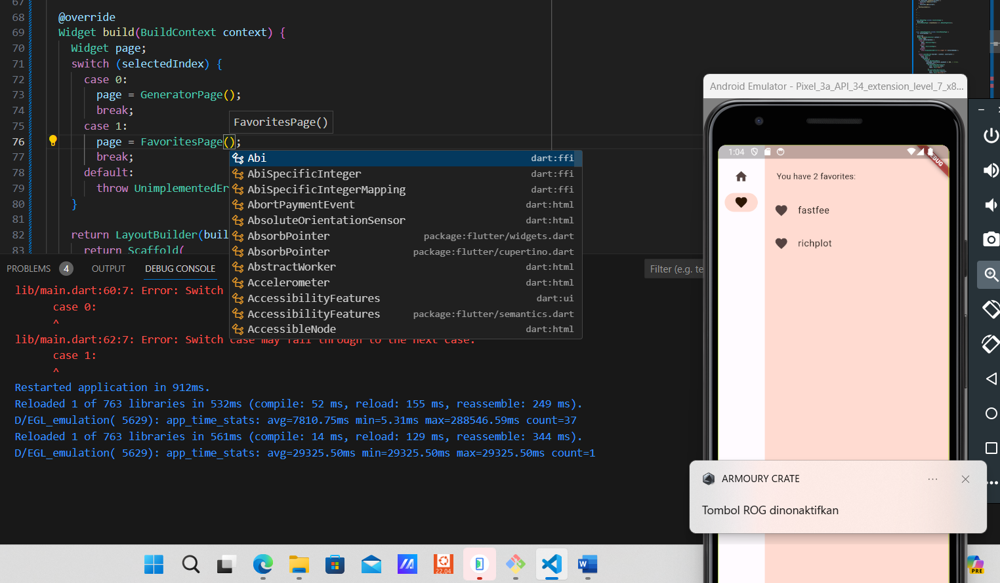 67
68 @override
69 Widget build(BuildContext context) {
70 Widget page;
71 switch (selectedIndex) {
72 case 0:
73 page = GeneratorPage();
74 break;
75 case 1:
FavoritesPage()
76 page = FavoritesPage();
77 break;
78 default:
79 throw UnimplementedEr
80 }
81
82 return LayoutBuilder(buil
83 return Scaffold(
Abi dart:ffi
AbiSpecificInteger dart:ffi
AbiSpecificIntegerMapping dart:ffi
AbortPaymentEvent dart:html
AbsoluteOrientationSensor dart:html
AbsorbPointer package:flutter/widgets.dart
AbsorbPointer package:flutter/cupertino.dart
AbstractWorker dart:html
Accelerometer dart:html
AccessibilityFeatures dart:ui
AccessibilityFeatures package:flutter/semantics.dart
AccessibleNode dart:html
PROBLEMS 4 OUTPUT DEBUG CONSOLE Filter (e.g. te
lib/main.dart:60:7: Error: Switch
case 0:
^
lib/main.dart:62:7: Error: Switch case may fall through to the next case.
case 1:
^
Restarted application in 912ms.
Reloaded 1 of 763 libraries in 532ms (compile: 52 ms, reload: 155 ms, reassemble: 249 ms).
D/EGL_emulation( 5629): app_time_stats: avg=7810.75ms min=5.31ms max=288546.59ms count=37
Reloaded 1 of 763 libraries in 561ms (compile: 14 ms, reload: 129 ms, reassemble: 344 ms).
D/EGL_emulation( 5629): app_time_stats: avg=29325.50ms min=29325.50ms max=29325.50ms count=1
Android Emulator - Pixel_3a_API_34_extension_level_7_x8...
1:04
DEBUG
You have 2 favorites:
fastfee
richplot
ARMOURY CRATE
Tombol ROG dinonaktifkan
22.04
W
PRE